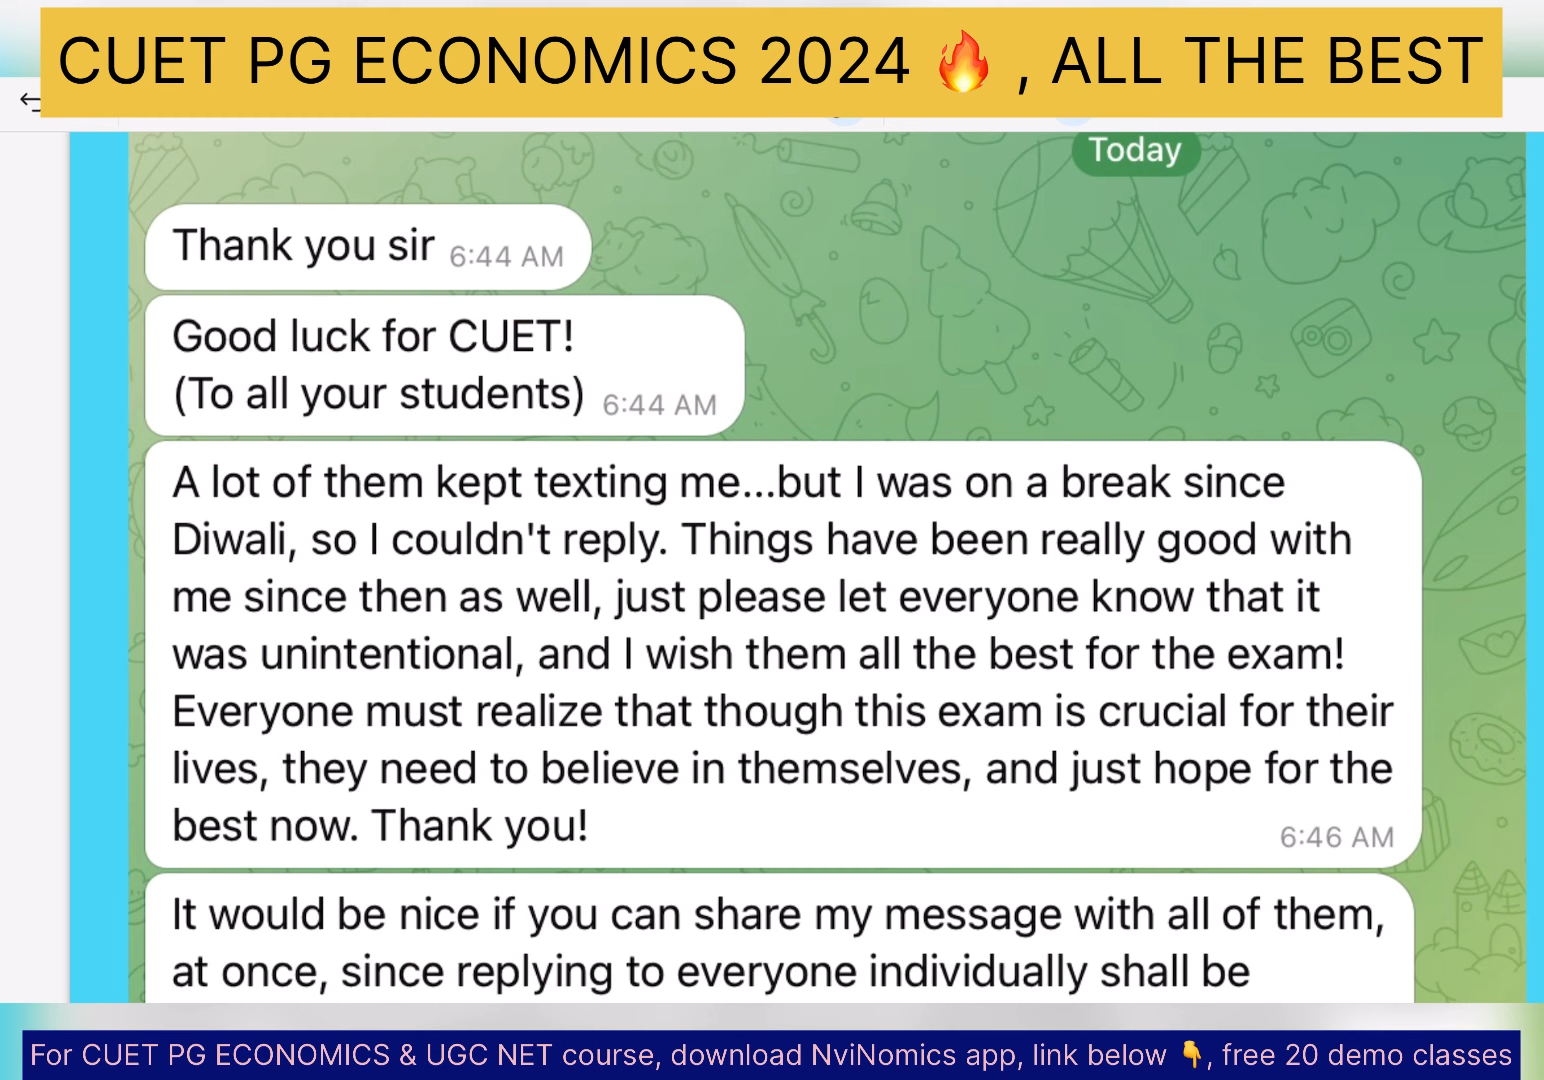 CUET PG ECONOMICS 2024 🔥 , ALL THE BEST
Today
Thank you sir 6:44 AM
Good luck for CUET!
(To all your students) 6:44 AM
A lot of them kept texting me...but I was on a break since
Diwali, so I couldn't reply. Things have been really good with
me since then as well, just please let everyone know that it
was unintentional, and I wish them all the best for the exam!
Everyone must realize that though this exam is crucial for their
lives, they need to believe in themselves, and just hope for the
best now. Thank you!
6:46 AM
It would be nice if you can share my message with all of them,
at once, since replying to everyone individually shall be
For CUET PG ECONOMICS & UGC NET course, download NviNomics app, link below 👇, free 20 demo classes